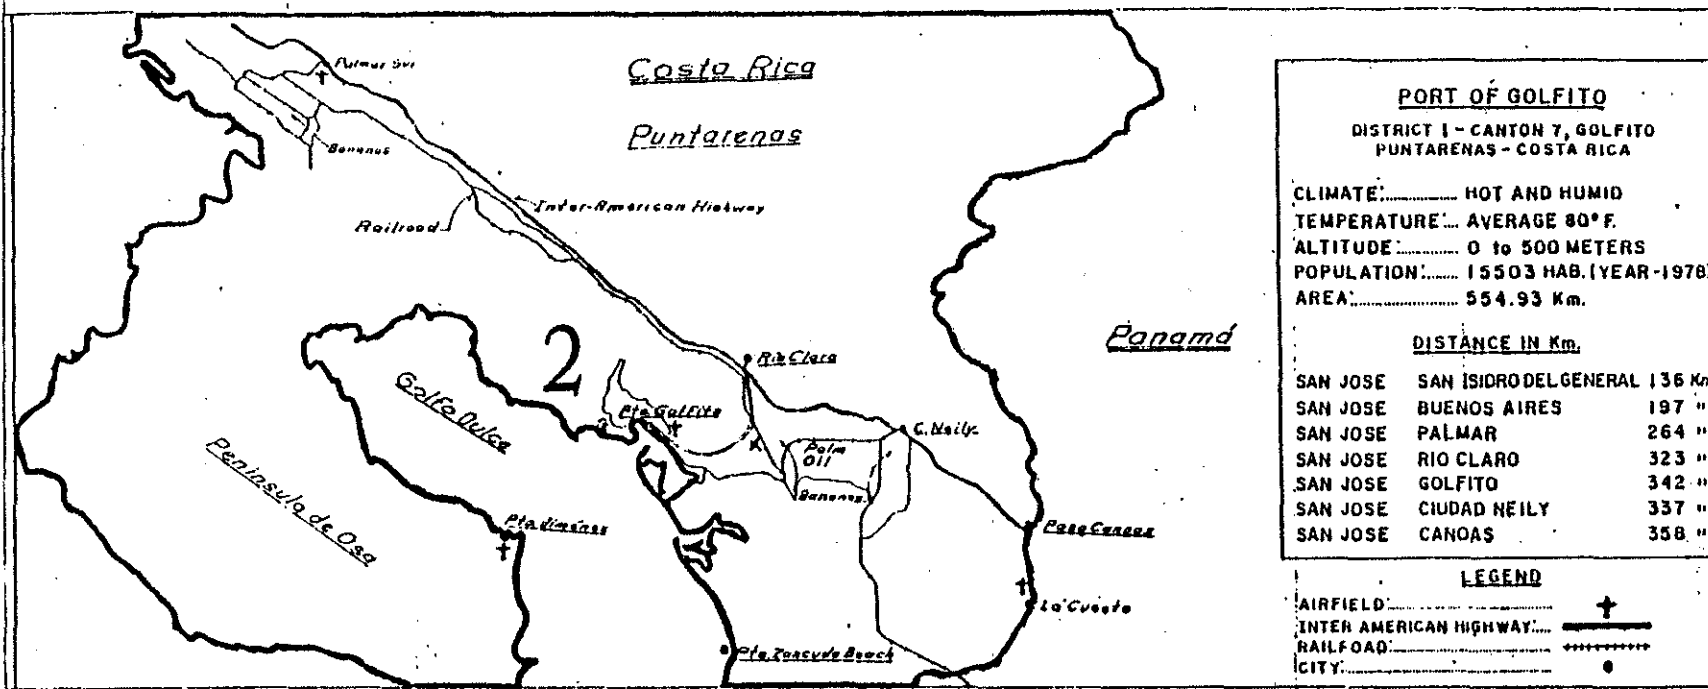 Costa Rica
Puntarenas
Palmar Sur
Bananas
Inter-American Highway
Railroad
Panamá
2
Rio Claro
Golfo Dulce
Pto Golfito
C. Neily
Palm
Oil
Bananas
Peninsula de Osa
Pto Jiménez
Paso Canoas
La Cuesta
Pto. Zancudo Beach
PORT OF GOLFITO
DISTRICT 1 - CANTON 7, GOLFITO
PUNTARENAS - COSTA RICA
CLIMATE: HOT AND HUMID
TEMPERATURE: AVERAGE 80° F.
ALTITUDE: 0 to 500 METERS
POPULATION: 15503 HAB. (YEAR-1978)
AREA: 554.93 Km.
DISTANCE IN Km.
SAN JOSE SAN ISIDRO DEL GENERAL 136 Km
SAN JOSE BUENOS AIRES 197 "
SAN JOSE PALMAR 264 "
SAN JOSE RIO CLARO 323 "
SAN JOSE GOLFITO 342 "
SAN JOSE CIUDAD NEILY 337 "
SAN JOSE CANOAS 358 "
LEGEND
AIRFIELD:
INTER AMERICAN HIGHWAY:
RAILROAD:
CITY: